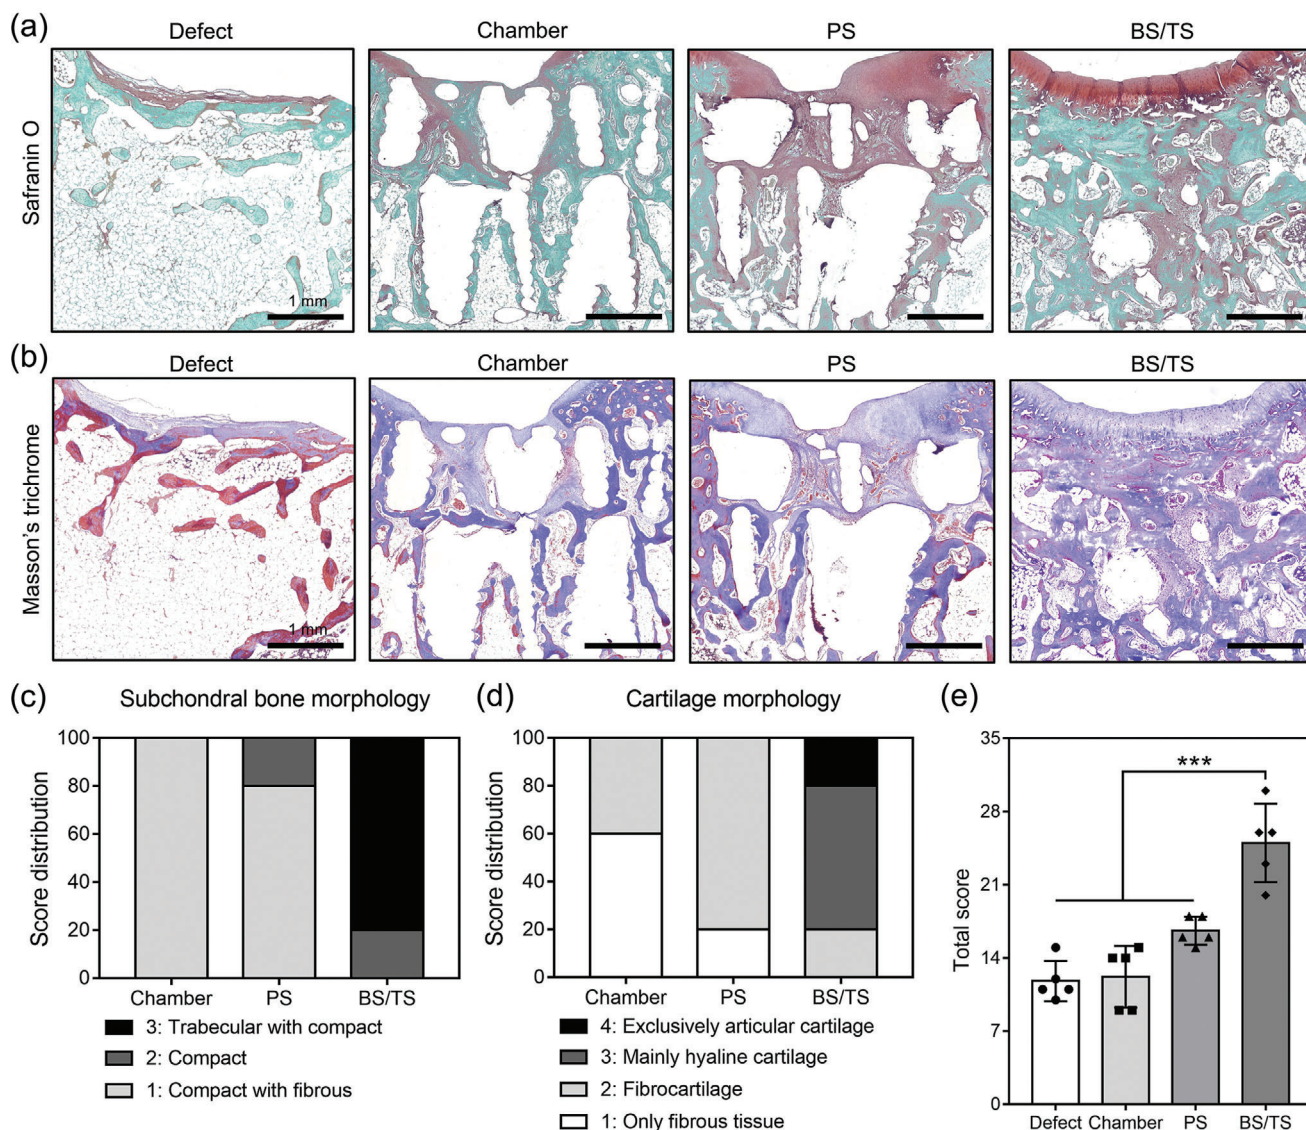 (a)
Defect
Chamber
PS
BS/TS
Safranin O
1 mm
(b)
Defect
Chamber
PS
BS/TS
Masson's trichrome
1 mm
(c)
Subchondral bone morphology
Score distribution
100
80
60
40
20
0
Chamber
PS
BS/TS
3: Trabecular with compact
2: Compact
1: Compact with fibrous
(d)
Cartilage morphology
Score distribution
100
80
60
40
20
0
Chamber
PS
BS/TS
4: Exclusively articular cartilage
3: Mainly hyaline cartilage
2: Fibrocartilage
1: Only fibrous tissue
(e)
Total score
35
28
21
14
7
0
***
Defect
Chamber
PS
BS/TS